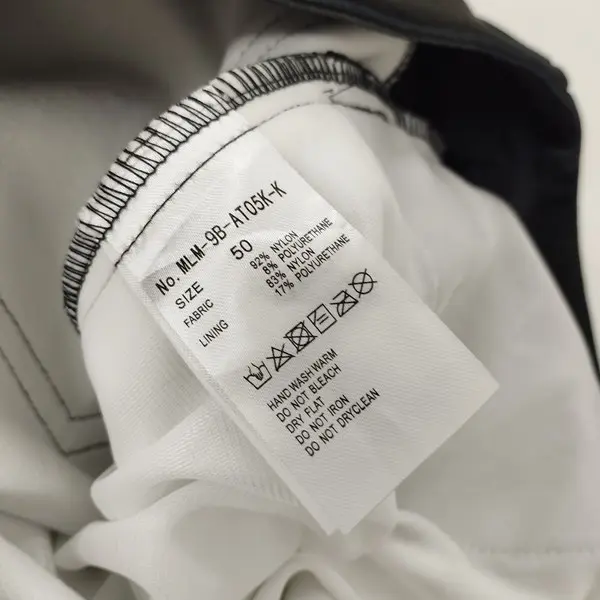 No. MLM-9B-AT05K-K
SIZE 50
FABRIC 92% NYLON
8% POLYURETHANE
LINING 83% NYLON
17% POLYURETHANE
HAND WASH WARM
DO NOT BLEACH
DRY FLAT
DO NOT IRON
DO NOT DRYCLEAN